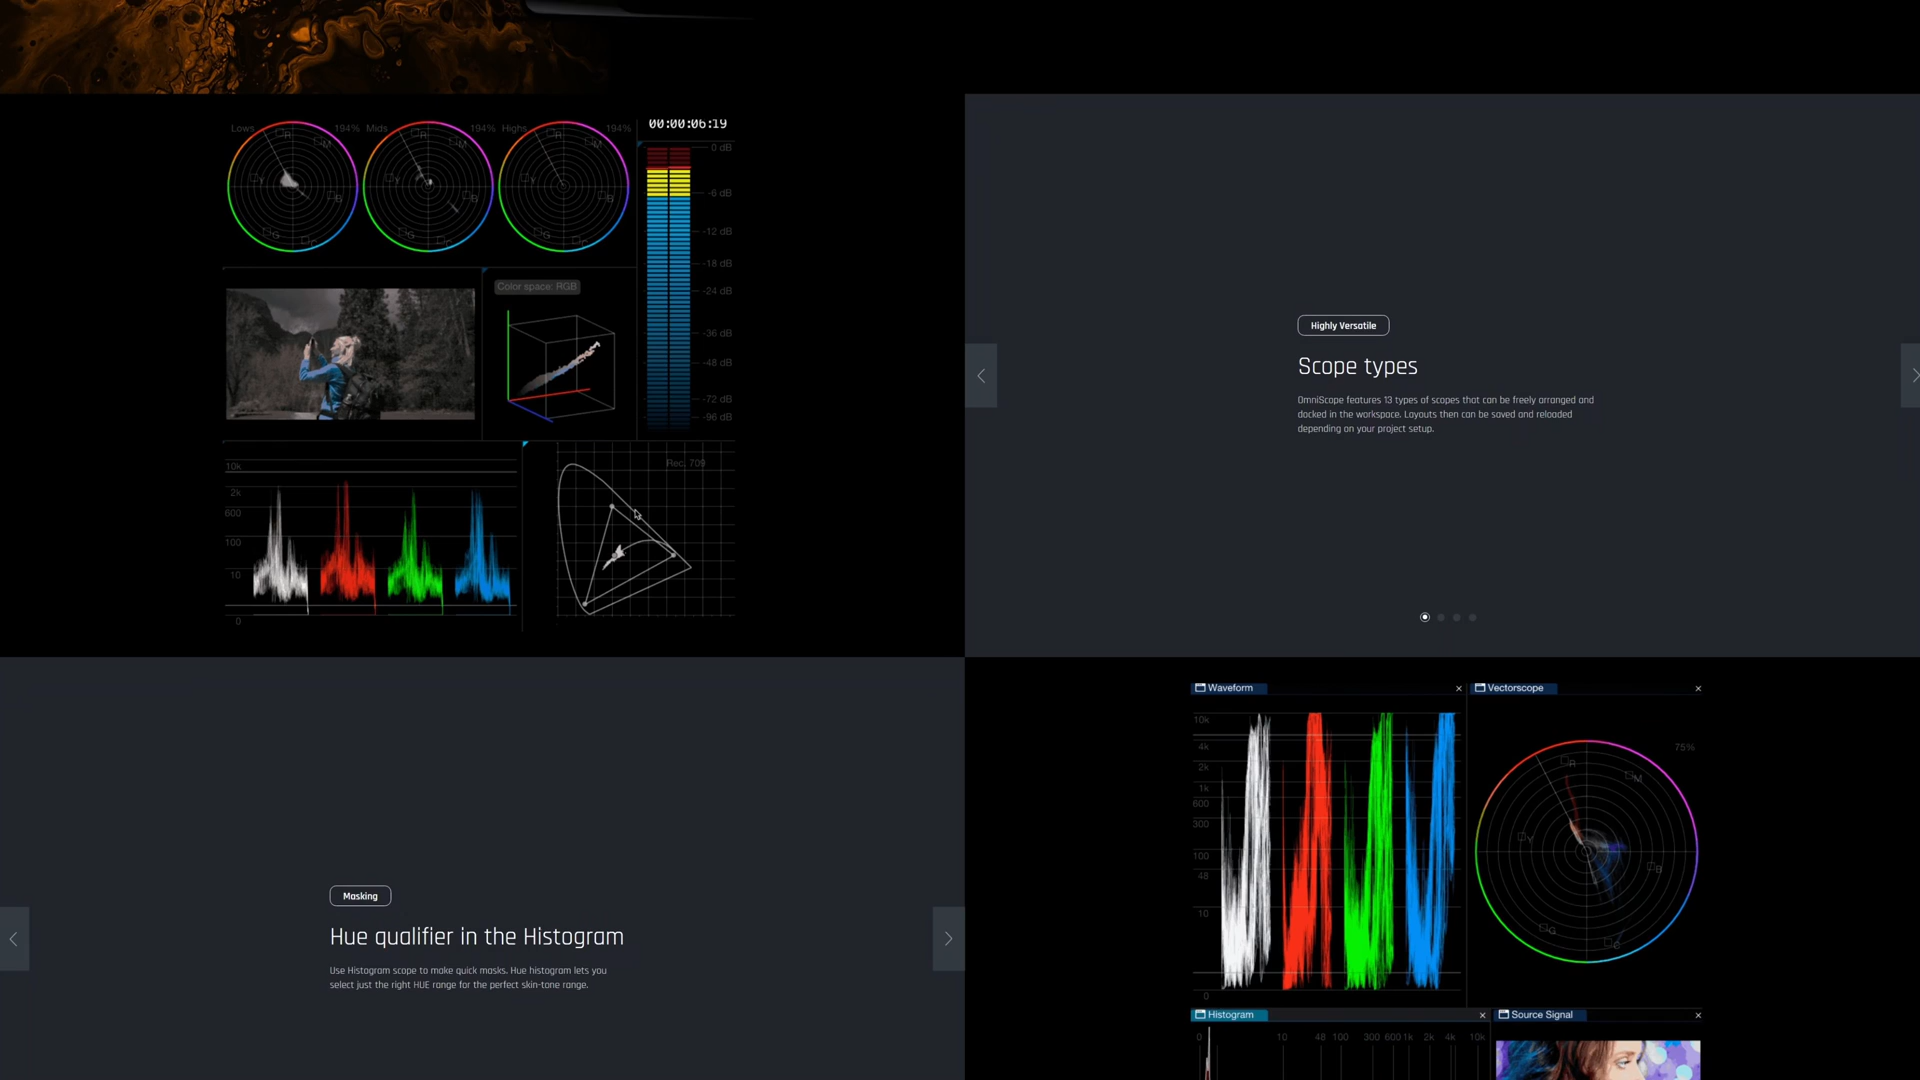 Lows 194% Mids 194% Highs 194%
00:00:06:19
R M Y B G C
R M Y B G C
R M Y B G C
0 dB
-6 dB
-12 dB
-18 dB
-24 dB
-36 dB
-48 dB
-72 dB
-96 dB
Color space: RGB
10k
2k
600
100
10
0
Rec. 709
Highly Versatile
Scope types
OmniScope features 13 types of scopes that can be freely arranged and
docked in the workspace. Layouts then can be saved and reloaded
depending on your project setup.
Masking
Hue qualifier in the Histogram
Use Histogram scope to make quick masks. Hue histogram lets you
select just the right HUE range for the perfect skin-tone range.
Waveform
10k
4k
2k
1k
600
300
100
48
10
0
Vectorscope
75%
R M Y B G C
Histogram
0 10 48 100 300 600 1k 2k 4k 10k
Source Signal